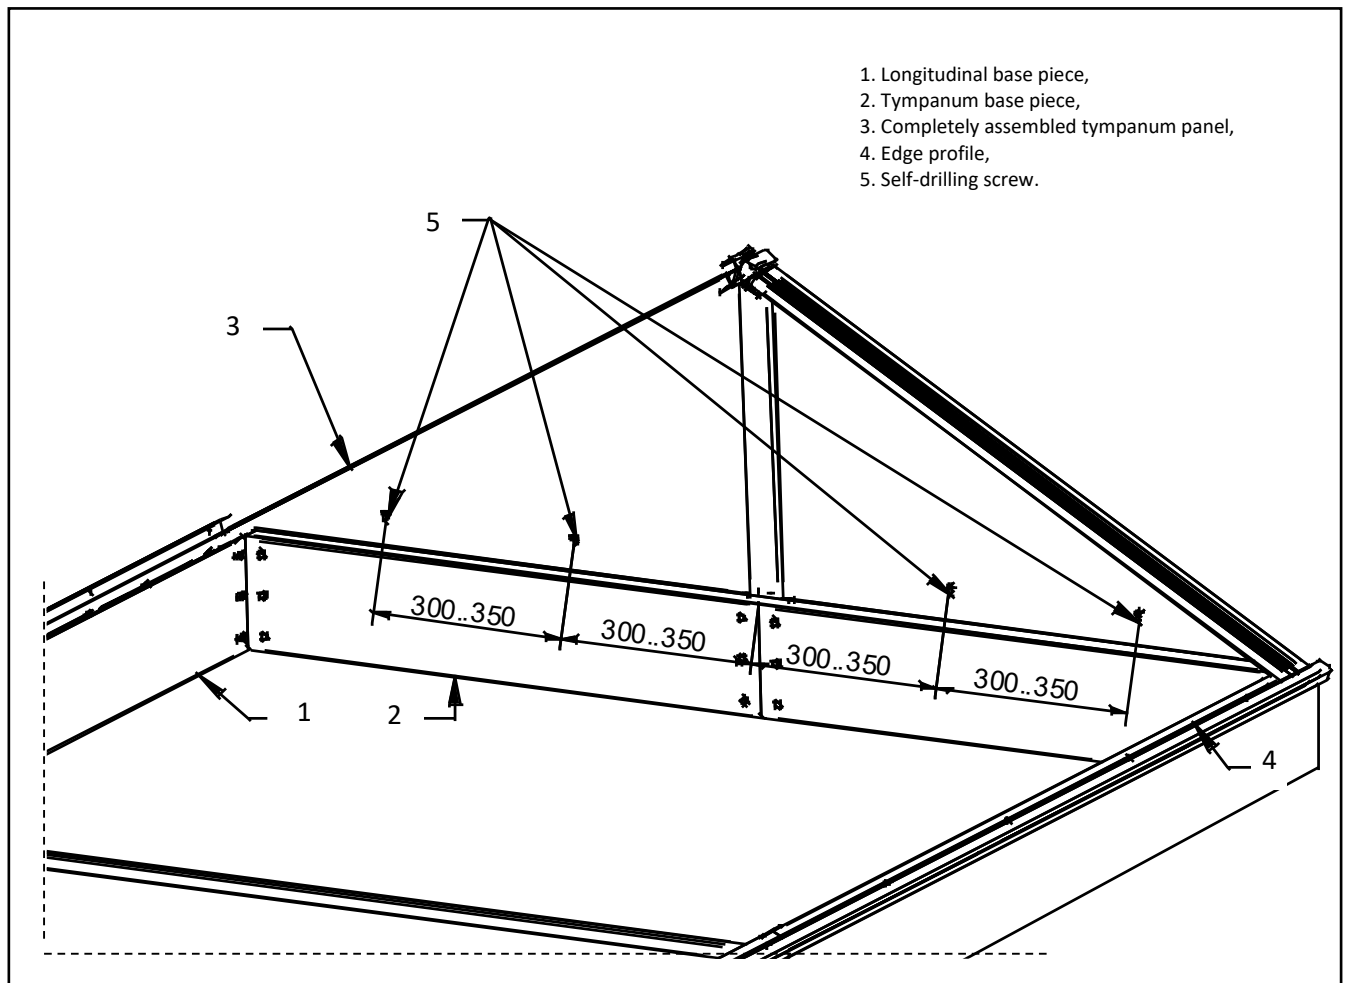 1. Longitudinal base piece,
2. Tympanum base piece,
3. Completely assembled tympanum panel,
4. Edge profile,
5. Self-drilling screw.
5
3
300..350
300..350
300..350
300..350
1
2
4